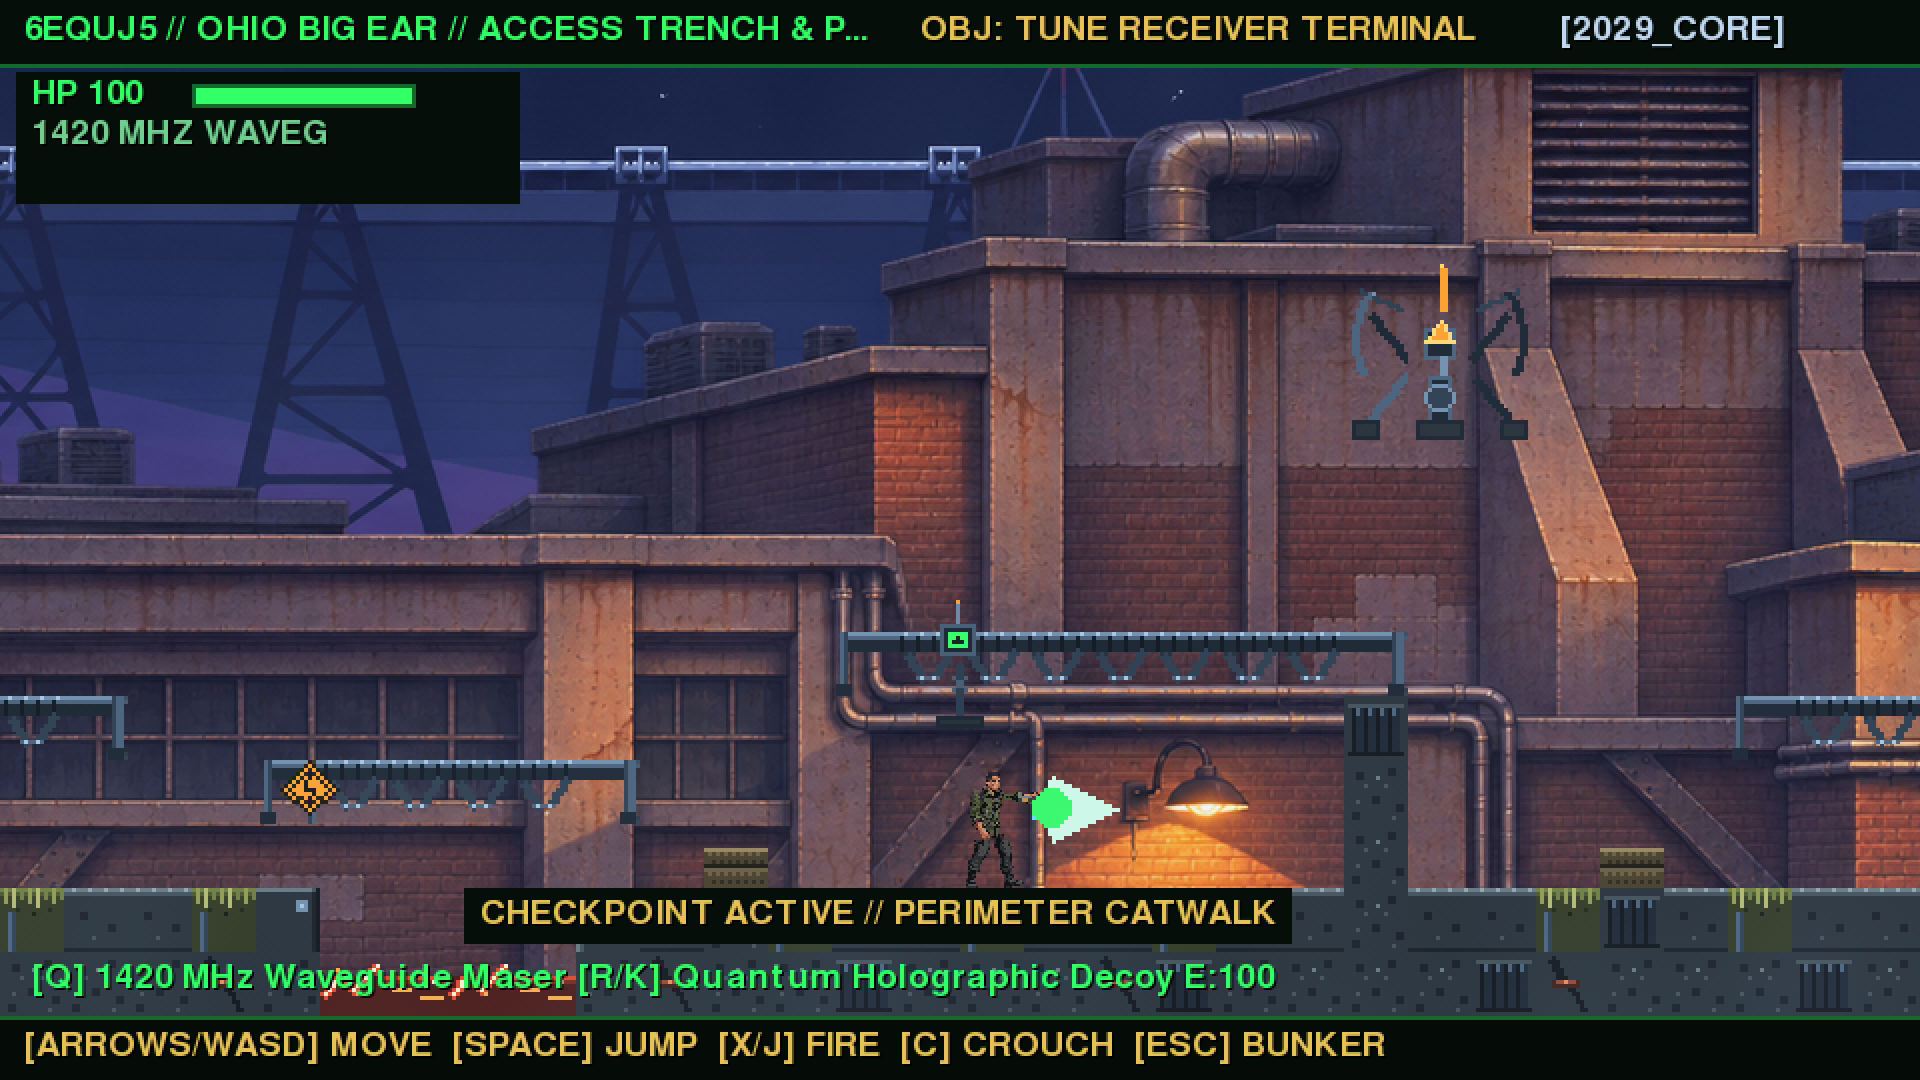 6EQUJ5 // OHIO BIG EAR // ACCESS TRENCH & P... OBJ: TUNE RECEIVER TERMINAL [2029_CORE]
HP 100
1420 MHZ WAVEG
CHECKPOINT ACTIVE // PERIMETER CATWALK
[Q] 1420 MHz Waveguide Maser [R/K] Quantum Holographic Decoy E:100
[ARROWS/WASD] MOVE [SPACE] JUMP [X/J] FIRE [C] CROUCH [ESC] BUNKER